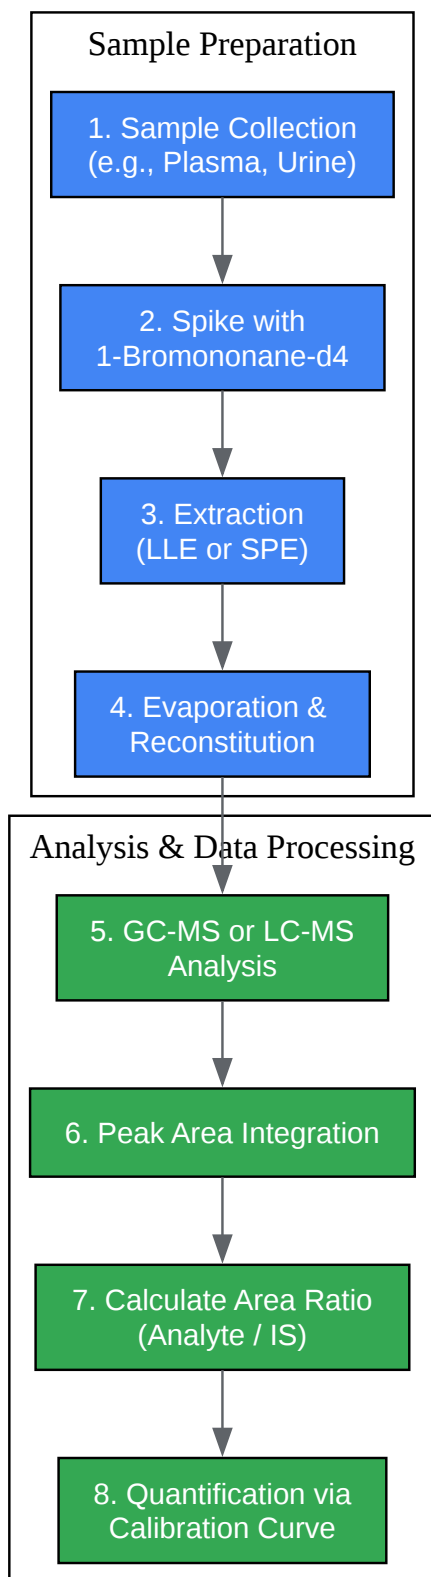 Sample Preparation
1. Sample Collection
(e.g., Plasma, Urine)
2. Spike with
1-Bromononane-d4
3. Extraction
(LLE or SPE)
4. Evaporation &
Reconstitution
Analysis & Data Processing
5. GC-MS or LC-MS
Analysis
6. Peak Area Integration
7. Calculate Area Ratio
(Analyte / IS)
8. Quantification via
Calibration Curve